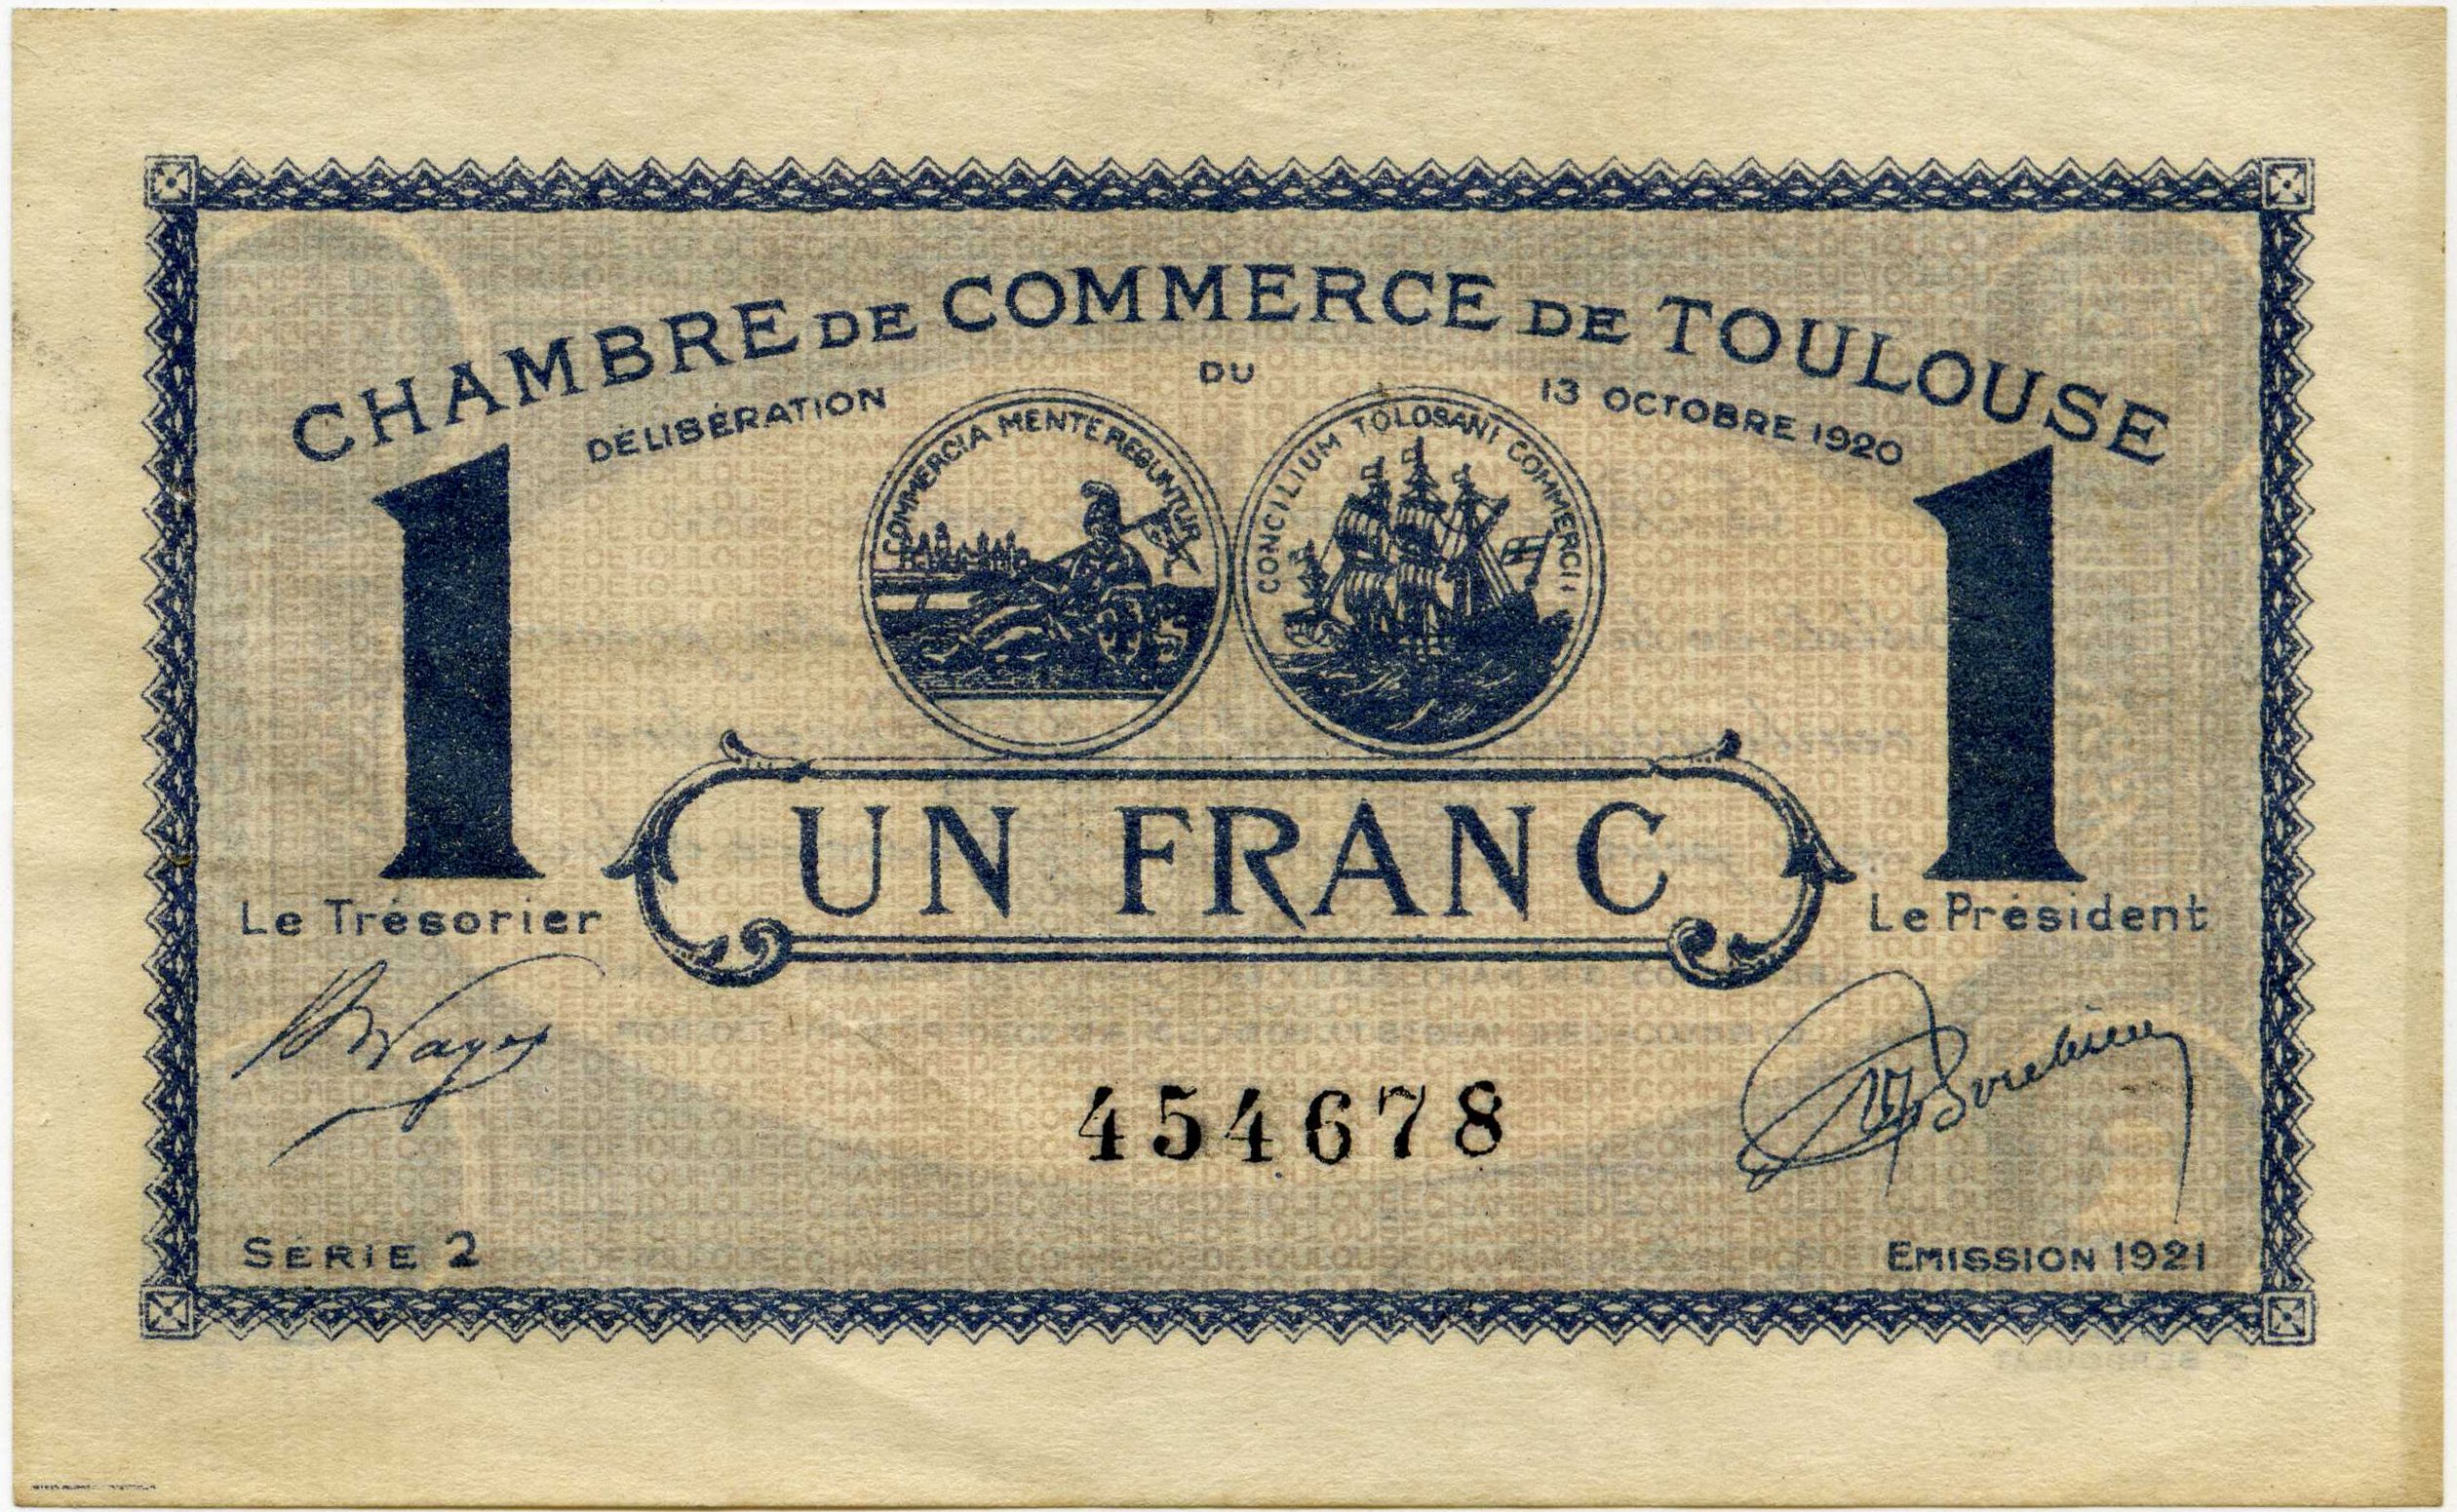 CHAMBRE DE COMMERCE DE TOULOUSE
DÉLIBÉRATION DU 13 OCTOBRE 1920
COMMERCIA MENTE REGUNTUR
CONCILIUM TOLOSANI COMMERCII
1
1
UN FRANC
Le Trésorier
Le Président
454678
SÉRIE 2
EMISSION 1921